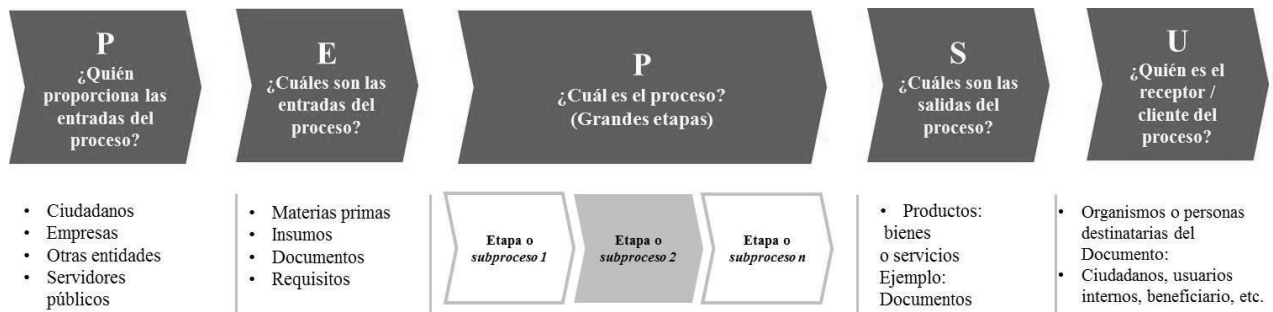 P
¿Quién
proporciona las
entradas del
proceso?
E
¿Cuáles son las
entradas del
proceso?
P
¿Cuál es el proceso?
(Grandes etapas)
S
¿Cuáles son las
salidas del
proceso?
U
¿Quién es el
receptor /
cliente del
proceso?
• Ciudadanos
• Empresas
• Otras entidades
• Servidores
públicos
• Materias primas
• Insumos
• Documentos
• Requisitos
Etapa o
subproceso 1
Etapa o
subproceso 2
Etapa o
subproceso n
• Productos:
bienes
o servicios
Ejemplo:
Documentos
• Organismos o personas
destinatarias del
Documento:
• Ciudadanos, usuarios
internos, beneficiario, etc.